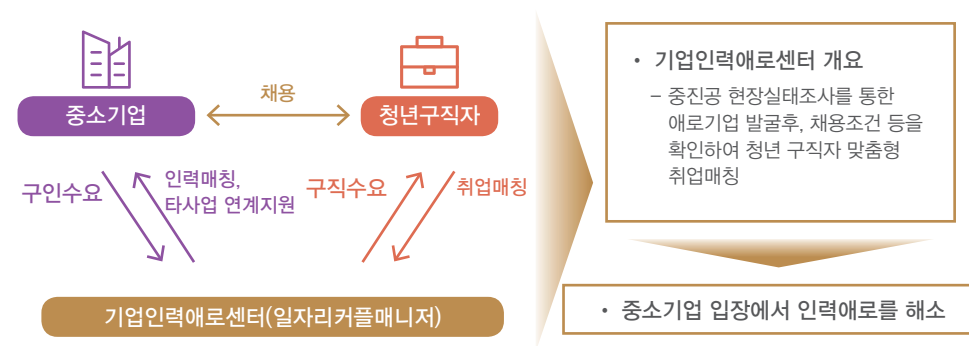 채용
중소기업
청년구직자
구인수요
인력매칭,
타사업 연계지원
구직수요
취업매칭
기업인력애로센터(일자리커플매니저)
• 기업인력애로센터 개요
– 중진공 현장실태조사를 통한
애로기업 발굴후, 채용조건 등을
확인하여 청년 구직자 맞춤형
취업매칭
• 중소기업 입장에서 인력애로를 해소